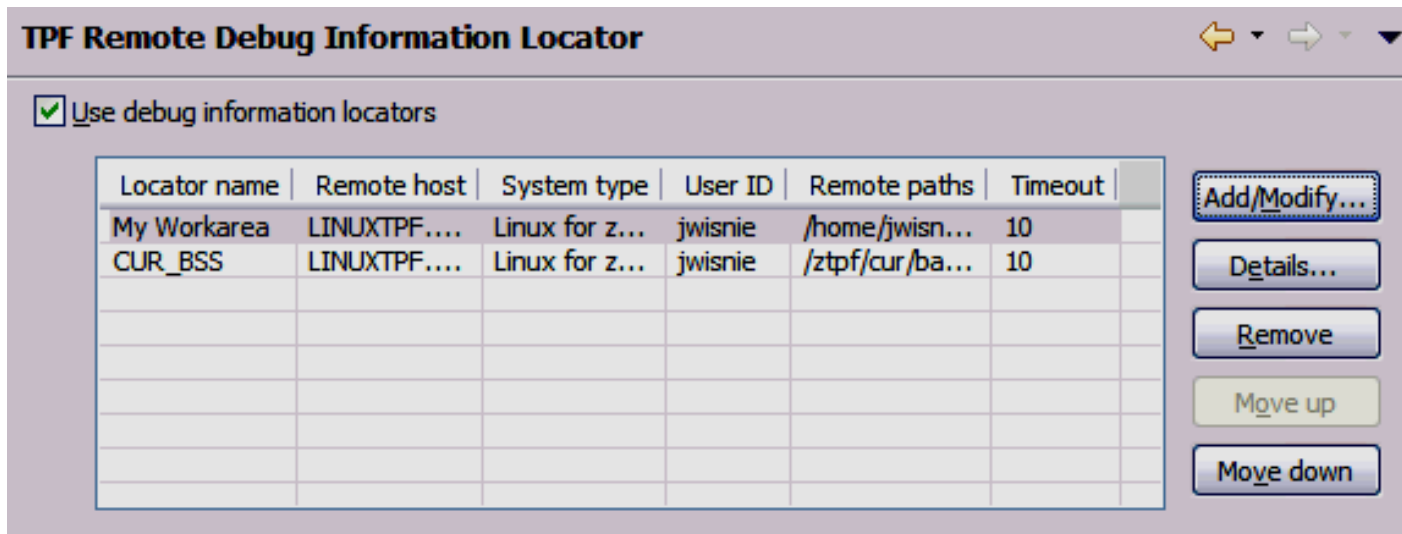 TPF Remote Debug Information Locator
Use debug information locators
Locator name Remote host System type User ID Remote paths Timeout
My Workarea LINUXTPF.... Linux for z... jwisnie /home/jwisn... 10
CUR_BSS LINUXTPF.... Linux for z... jwisnie /ztpf/cur/ba... 10
Add/Modify...
Details...
Remove
Move up
Move down